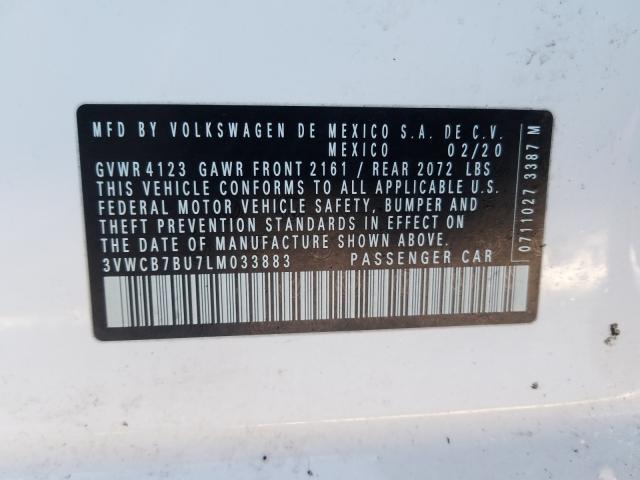 MFD BY VOLKSWAGEN DE MEXICO S.A. DE C.V.
MEXICO 02/20
GVWR 4123 GAWR FRONT 2161 / REAR 2072 LBS
THIS VEHICLE CONFORMS TO ALL APPLICABLE U.S.
FEDERAL MOTOR VEHICLE SAFETY, BUMPER AND
THEFT PREVENTION STANDARDS IN EFFECT ON
THE DATE OF MANUFACTURE SHOWN ABOVE.
3VWCB7BU7LM033883 PASSENGER CAR
0711027 3387 M